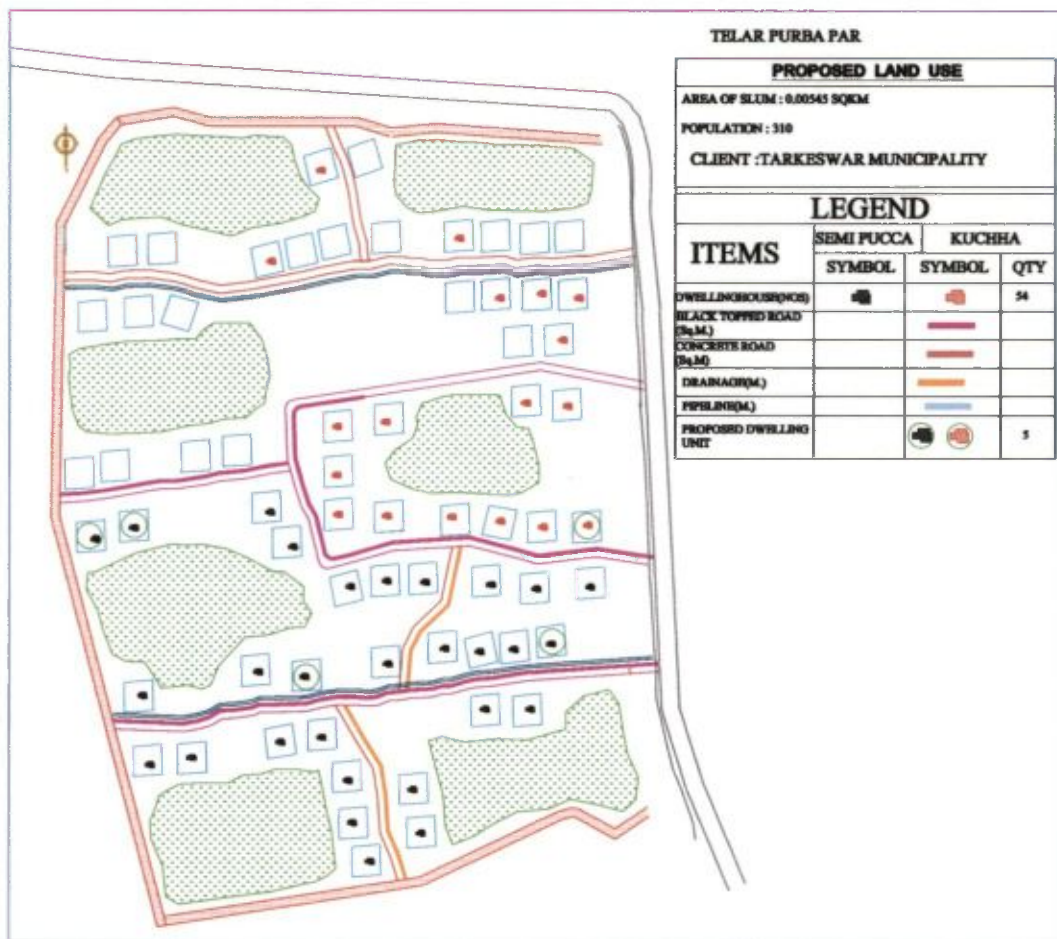 TELAR PURBA PAR
PROPOSED LAND USE
AREA OF SLUM : 0.00545 SQKM
POPULATION : 310
CLIENT :TARKESWAR MUNICIPALITY
LEGEND
ITEMS
SEMI PUCCA
KUCHHA
SYMBOL
SYMBOL
QTY
DWELLINGHOUSE(NOS)
54
BLACK TOPPED ROAD
(Sq.M.)
CONCRETE ROAD
(Sq.M)
DRAINAGE(M.)
PIPELINE(M.)
PROPOSED DWELLING
UNIT
5